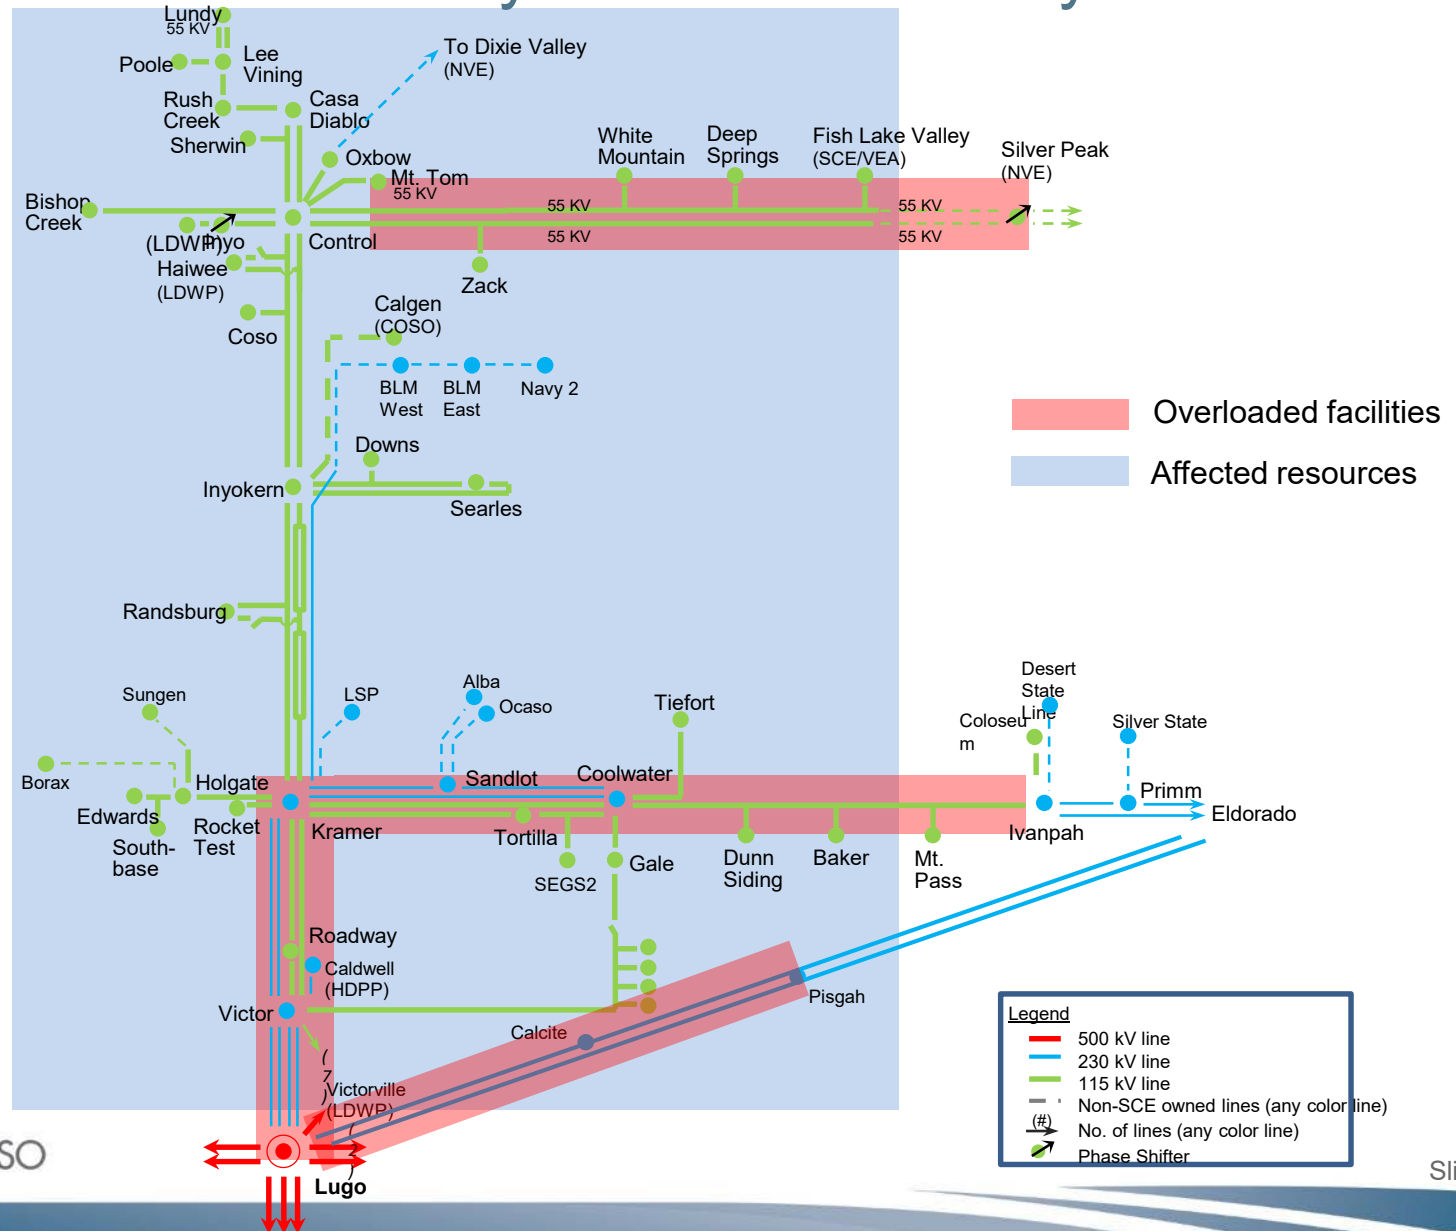 Lundy
55 KV
Poole
Lee
Vining
To Dixie Valley
(NVE)
Rush
Creek
Casa
Diablo
Sherwin
Oxbow
Mt. Tom
55 KV
White
Mountain
Deep
Springs
Fish Lake Valley
(SCE/VEA)
Silver Peak
(NVE)
Bishop
Creek
55 KV
55 KV
55 KV
55 KV
(LDWP)
Inyo
Control
Haiwee
(LDWP)
Zack
Coso
Calgen
(COSO)
BLM
West
BLM
East
Navy 2
Overloaded facilities
Affected resources
Downs
Inyokern
Searles
Randsburg
Sungen
LSP
Alba
Ocaso
Tiefort
Desert
State
Line
Coloseu
m
Silver State
Borax
Holgate
Sandlot
Coolwater
Primm
Edwards
Rocket
Test
Kramer
Tortilla
Ivanpah
Eldorado
South-
base
SEGS2
Gale
Dunn
Siding
Baker
Mt.
Pass
Roadway
Caldwell
(HDPP)
Victor
Pisgah
Calcite
Victorville
(LDWP)
Lugo
Legend
500 kV line
230 kV line
115 kV line
Non-SCE owned lines (any color line)
(#)
No. of lines (any color line)
Phase Shifter
SO
Sli